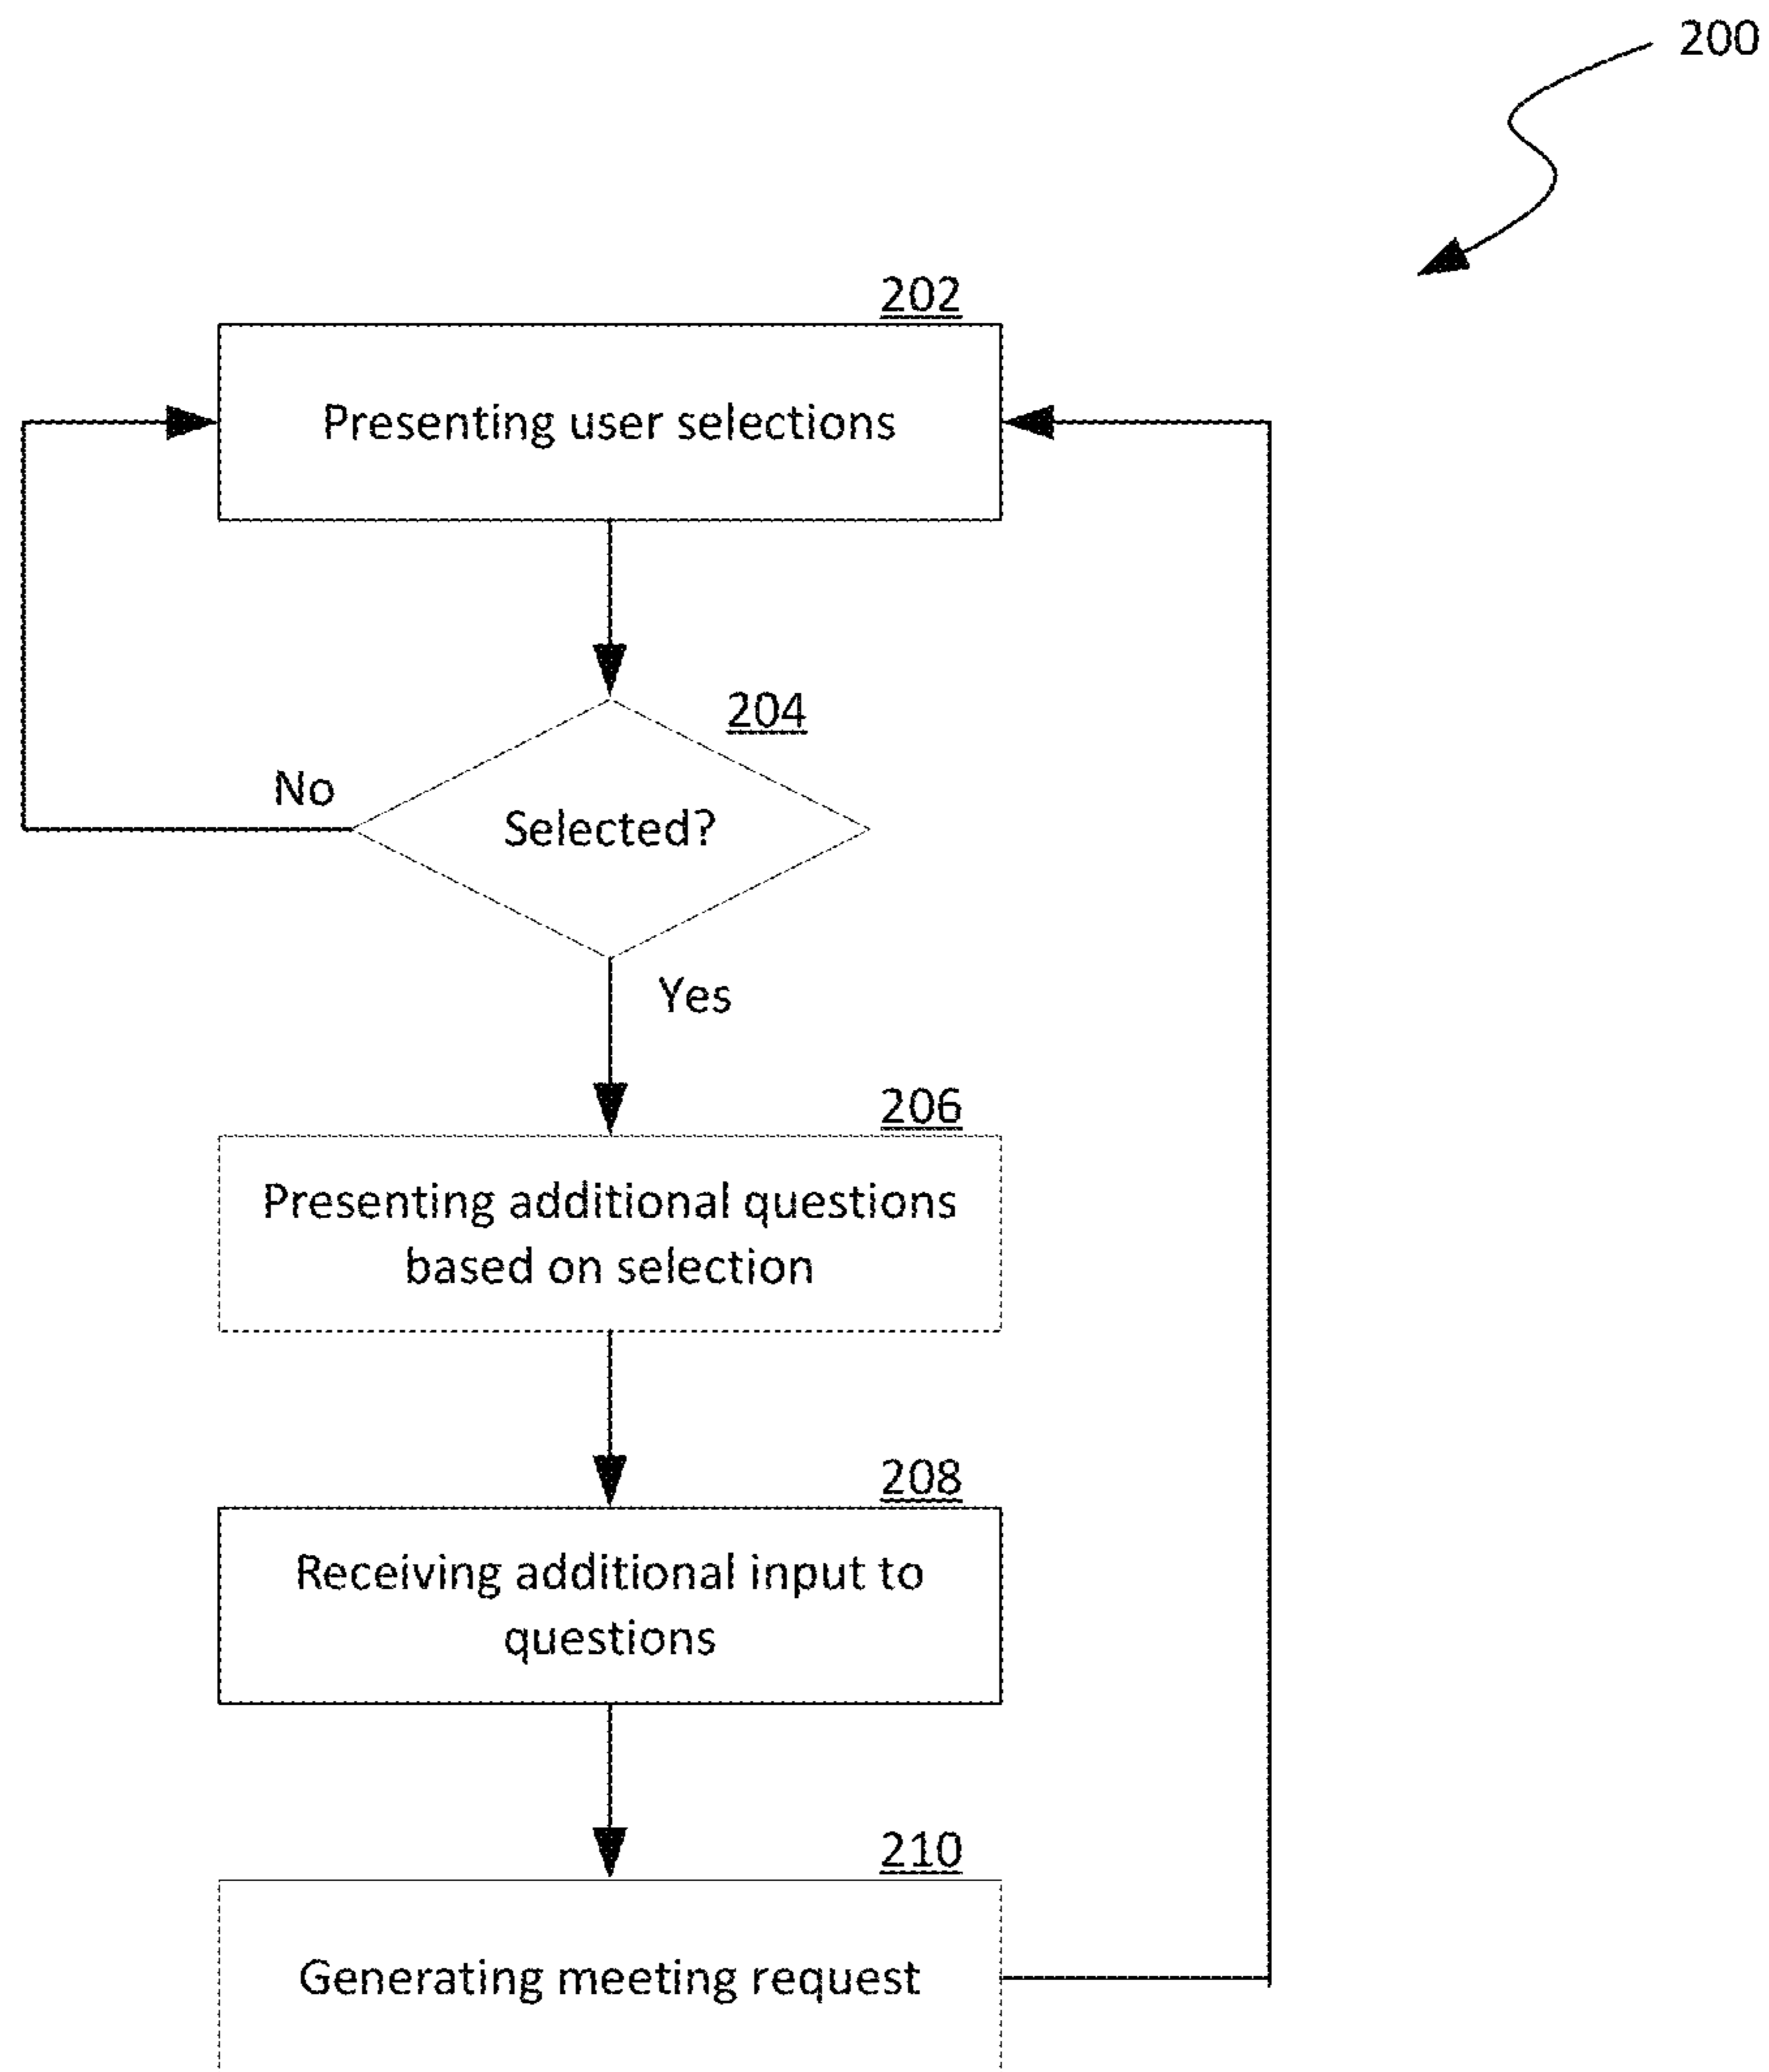 200
202
Presenting user selections
204
No
Selected?
Yes
206
Presenting additional questions
based on selection
208
Receiving additional input to
questions
210
Generating meeting request